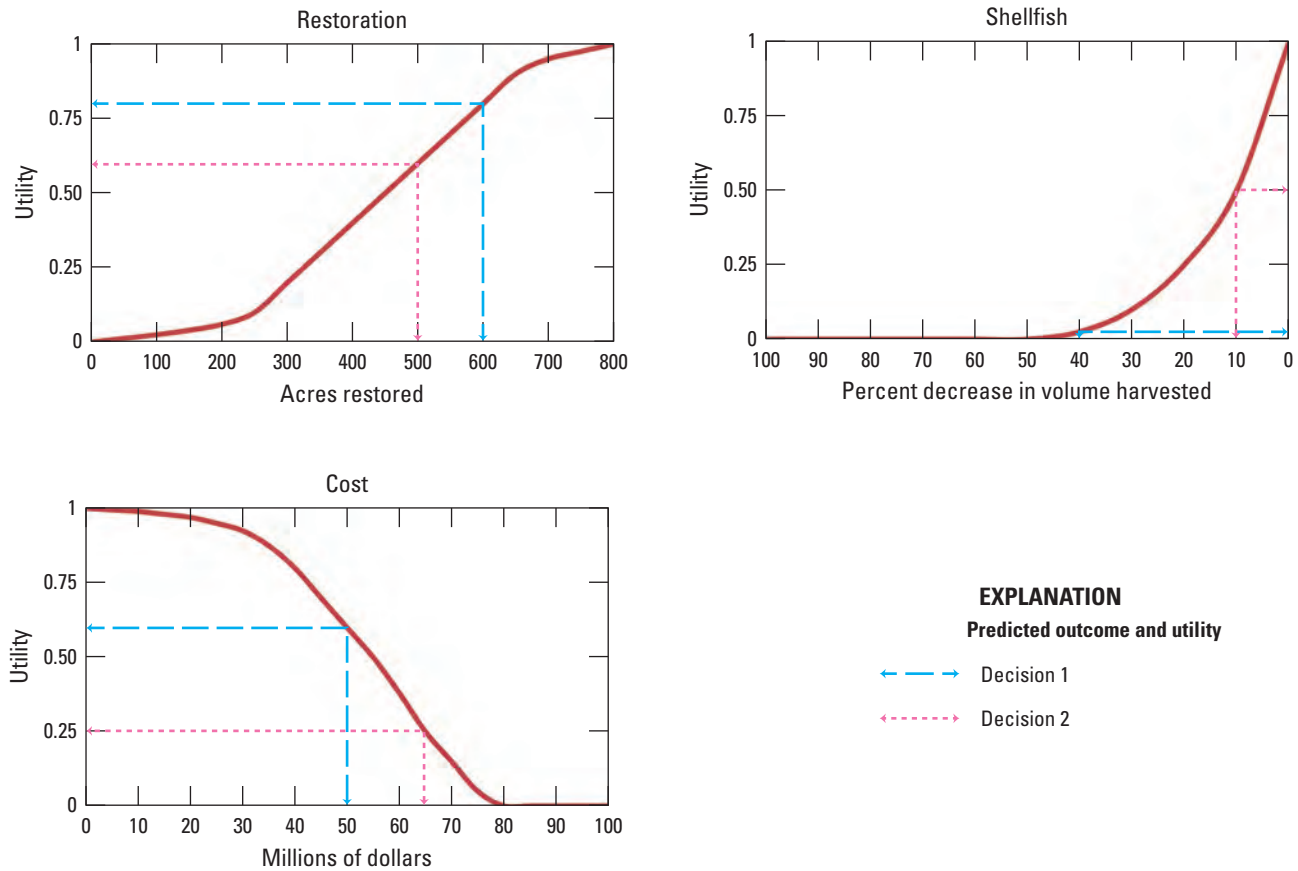 Restoration
1
0.75
0.50
0.25
0
Utility
0 100 200 300 400 500 600 700 800
Acres restored
Shellfish
1
0.75
0.50
0.25
0
Utility
100 90 80 70 60 50 40 30 20 10 0
Percent decrease in volume harvested
Cost
1
0.75
0.50
0.25
0
Utility
0 10 20 30 40 50 60 70 80 90 100
Millions of dollars
EXPLANATION
Predicted outcome and utility
Decision 1
Decision 2